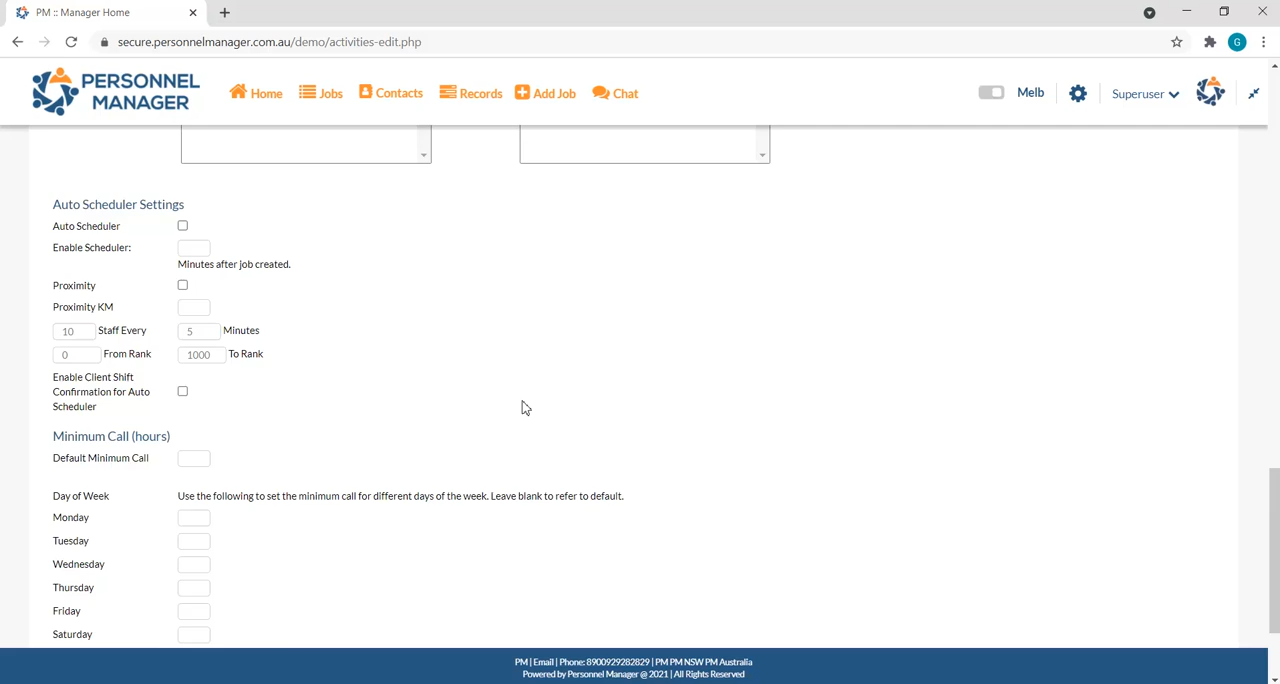 PM :: Manager Home
secure.personnelmanager.com.au/demo/activities-edit.php
G
PERSONNEL MANAGER
Home Jobs Contacts Records Add Job Chat
Melb
Superuser
Auto Scheduler Settings
Auto Scheduler
Enable Scheduler:
Minutes after job created.
Proximity
Proximity KM
10 Staff Every 5 Minutes
0 From Rank 1000 To Rank
Enable Client Shift
Confirmation for Auto
Scheduler
Minimum Call (hours)
Default Minimum Call
Day of Week Use the following to set the minimum call for different days of the week. Leave blank to refer to default.
Monday
Tuesday
Wednesday
Thursday
Friday
Saturday
PM | Email | Phone: 8900929282829 | PM PM NSW PM Australia
Powered by Personnel Manager @ 2021 | All Rights Reserved